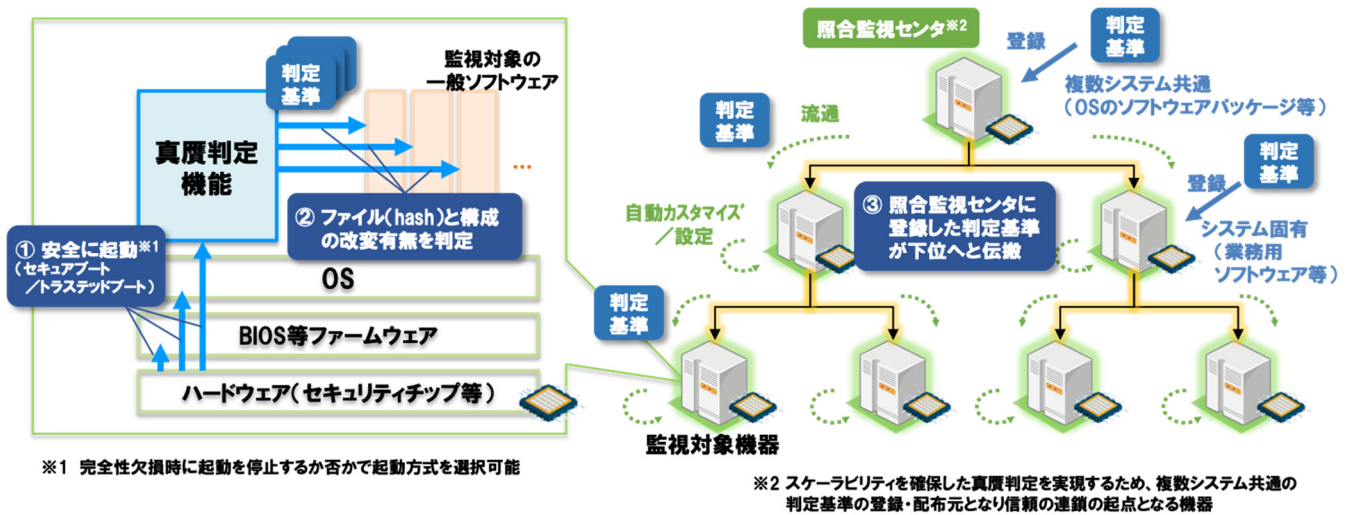 監視対象の
一般ソフトウェア
判定
基準
真贋判定
機能
…
② ファイル(hash)と構成
の改変有無を判定
① 安全に起動※1
(セキュアブート
/トラステッドブート)
OS
BIOS等ファームウェア
ハードウェア(セキュリティチップ等)
※1 完全性欠損時に起動を停止するか否かで起動方式を選択可能
照合監視センタ※2
登録
判定
基準
複数システム共通
(OSのソフトウェアパッケージ等)
判定
基準
流通
判定
基準
登録
自動カスタマイズ
/設定
③ 照合監視センタに
登録した判定基準
が下位へと伝搬
システム固有
(業務用
ソフトウェア等)
判定
基準
監視対象機器
※2 スケーラビリティを確保した真贋判定を実現するため、複数システム共通の
判定基準の登録・配布元となり信頼の連鎖の起点となる機器